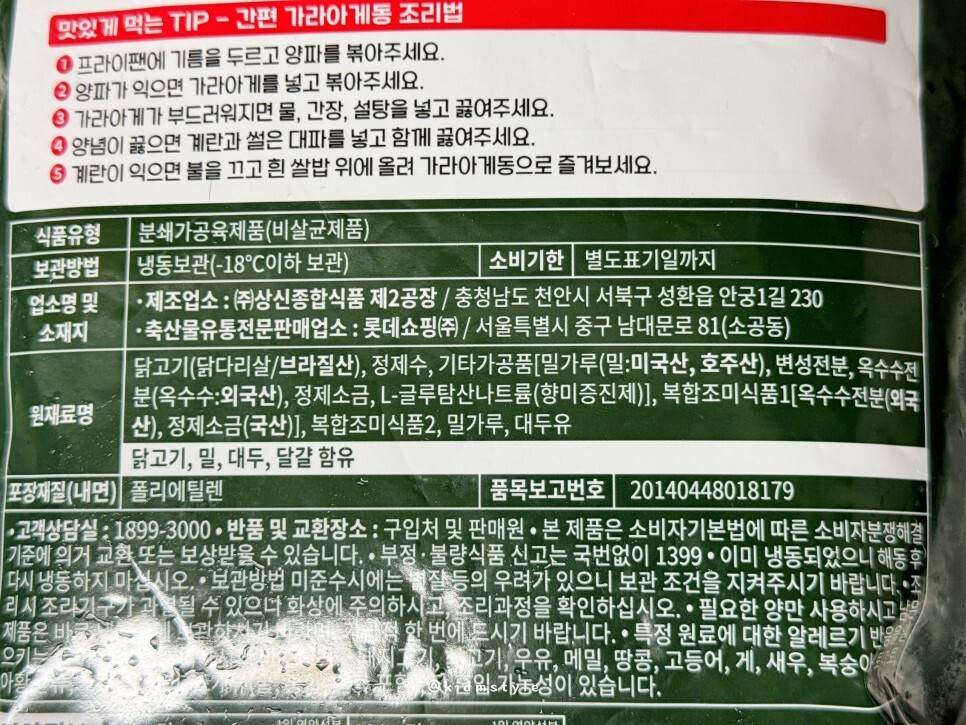 맛있게 먹는 TIP - 간편 가라아게동 조리법
1 프라이팬에 기름을 두르고 양파를 볶아주세요.
2 양파가 익으면 가라아게를 넣고 볶아주세요.
3 가라아게가 부드러워지면 물, 간장, 설탕을 넣고 끓여주세요.
4 양념이 끓으면 계란과 썰은 대파를 넣고 함께 끓여주세요.
5 계란이 익으면 불을 끄고 흰 쌀밥 위에 올려 가라아게동으로 즐겨보세요.
식품유형 분쇄가공육제품(비살균제품)
보관방법 냉동보관(-18℃이하 보관) 소비기한 별도표기일까지
업소명 및 소재지 ·제조업소 : ㈜상신종합식품 제2공장 / 충청남도 천안시 서북구 성환읍 안궁1길 230
·축산물유통전문판매업소 : 롯데쇼핑㈜ / 서울특별시 중구 남대문로 81(소공동)
원재료명 닭고기(닭다리살/브라질산), 정제수, 기타가공품[밀가루(밀:미국산, 호주산), 변성전분, 옥수수전
분(옥수수:외국산), 정제소금, L-글루탐산나트륨(향미증진제)], 복합조미식품1[옥수수전분(외국
산), 정제소금(국산)], 복합조미식품2, 밀가루, 대두유
닭고기, 밀, 대두, 달걀 함유
포장재질(내면) 폴리에틸렌 품목보고번호 20140448018179
•고객상담실 : 1899-3000 • 반품 및 교환장소 : 구입처 및 판매원 • 본 제품은 소비자기본법에 따른 소비자분쟁해결
기준에 의거 교환 또는 보상받을 수 있습니다. • 부정·불량식품 신고는 국번없이 1399 • 이미 냉동되었으니 해동 후
다시 냉동하지 마십시오. • 보관방법 미준수시에는 등의 우려가 있으니 보관 조건을 지켜주시기 바랍니다. • 조
리시 조리기구가 수 있으니 화상에 주의하시고, 조리과정을 확인하십시오. • 필요한 양만 사용하시고
제품은 한 번에 드시기 바랍니다. • 특정 원료에 대한 알레르기
우유, 메밀, 땅콩, 고등어, 게, 새우,
있습니다.
@kidmstyle